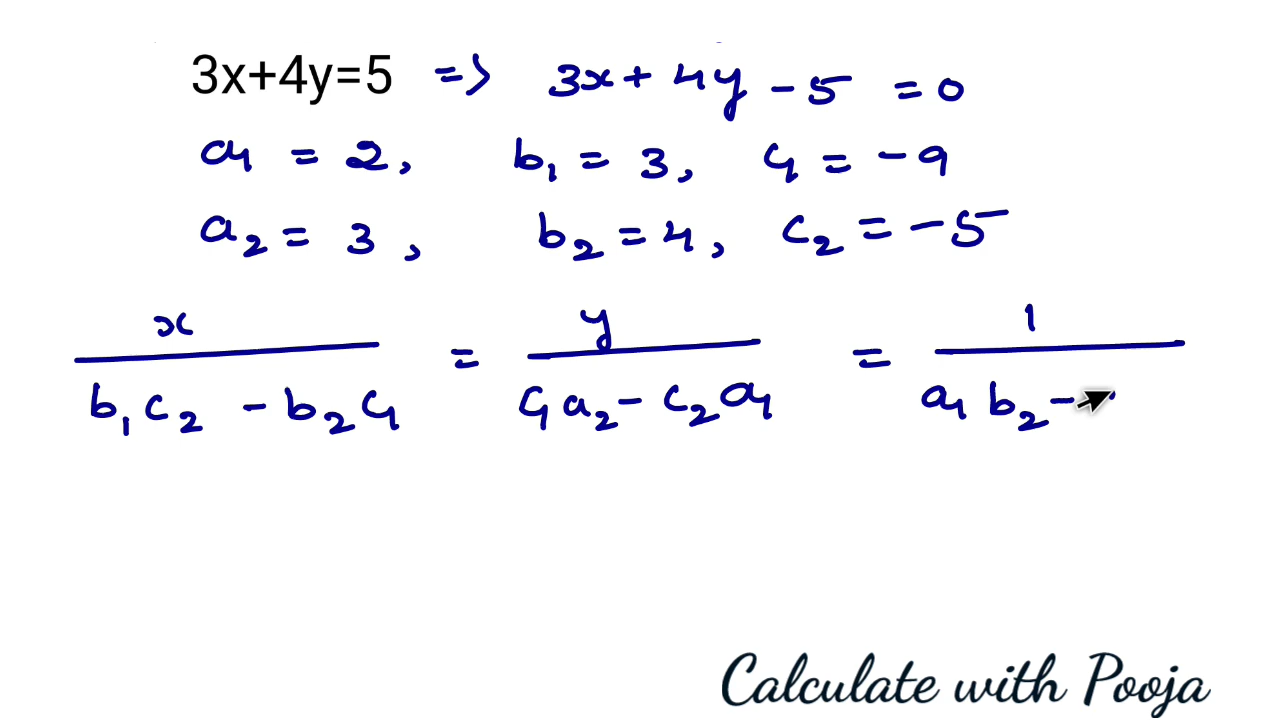 3x+4y=5 => 3x + 4y - 5 = 0
a₁ = 2, b₁ = 3, c₁ = -9
a₂ = 3, b₂ = 4, c₂ = -5
x = y = 1
b₁c₂ - b₂c₁ c₁a₂ - c₂a₁ a₁b₂ -
Calculate with Pooja